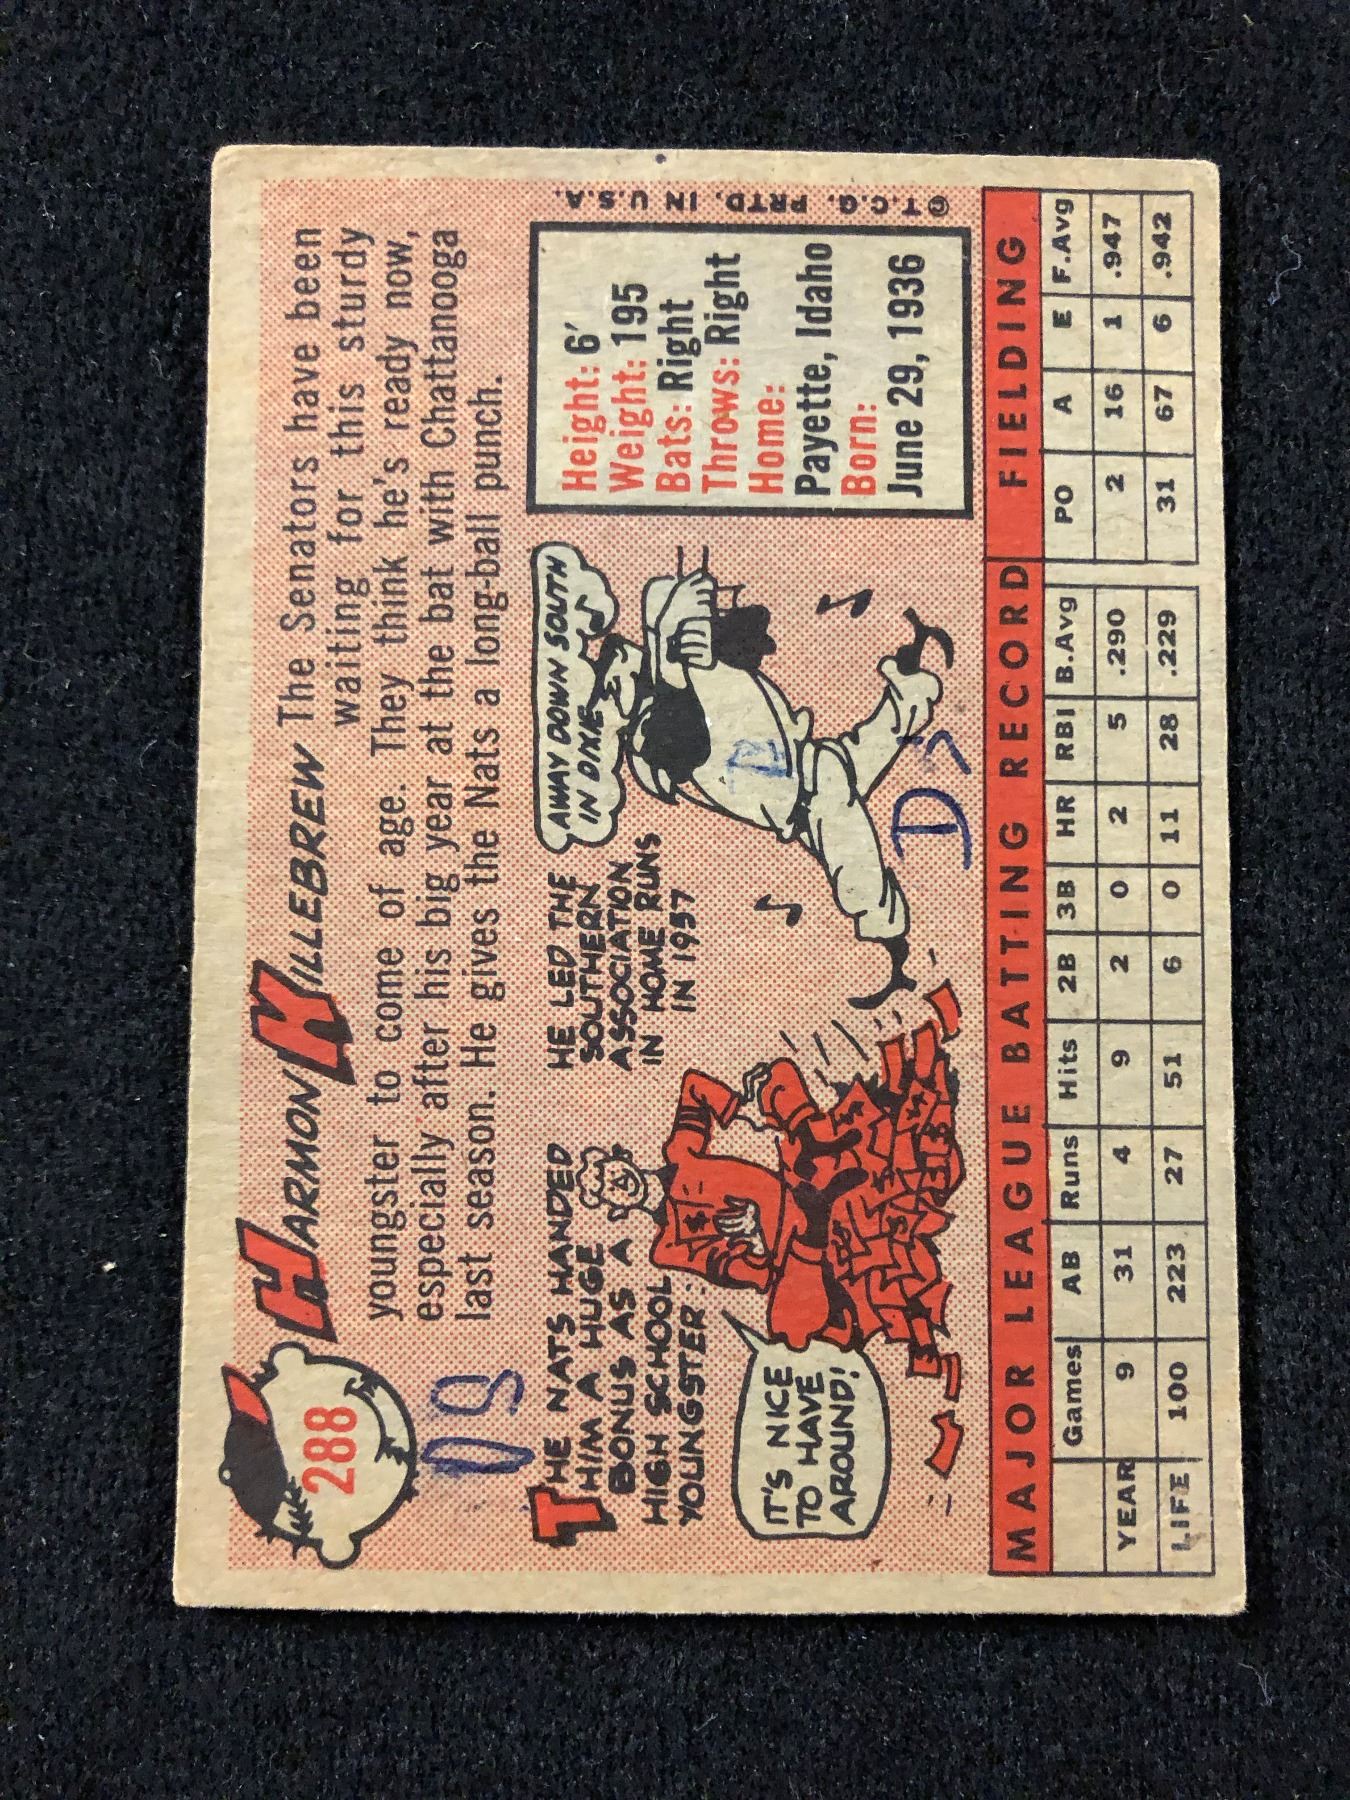 288
HARMON KILLEBREW The Senators have been
waiting for this sturdy
youngster to come of age. They think he's ready now,
especially after his big year at the bat with Chattanooga
last season. He gives the Nats a long-ball punch.
DS
THE NATS HANDED
HIM A HUGE
BONUS AS A
HIGH SCHOOL
YOUNGSTER.
IT'S NICE
TO HAVE
AROUND!
HE LED THE
SOUTHERN
ASSOCIATION
IN HOME RUNS
IN 1957
AWAY DOWN SOUTH
IN DIXIE
DS
Height: 6'
Weight: 195
Bats: Right
Throws: Right
Home:
Payette, Idaho
Born:
June 29, 1936
© T.C.G. PRTD. IN U.S.A.
MAJOR LEAGUE BATTING RECORD FIELDING
Games AB Runs Hits 2B 3B HR RBI B.Avg PO A E F.Avg
YEAR 9 31 4 9 2 0 2 5 .290 2 16 1 .947
LIFE 100 223 27 51 6 0 11 28 .229 31 67 6 .942